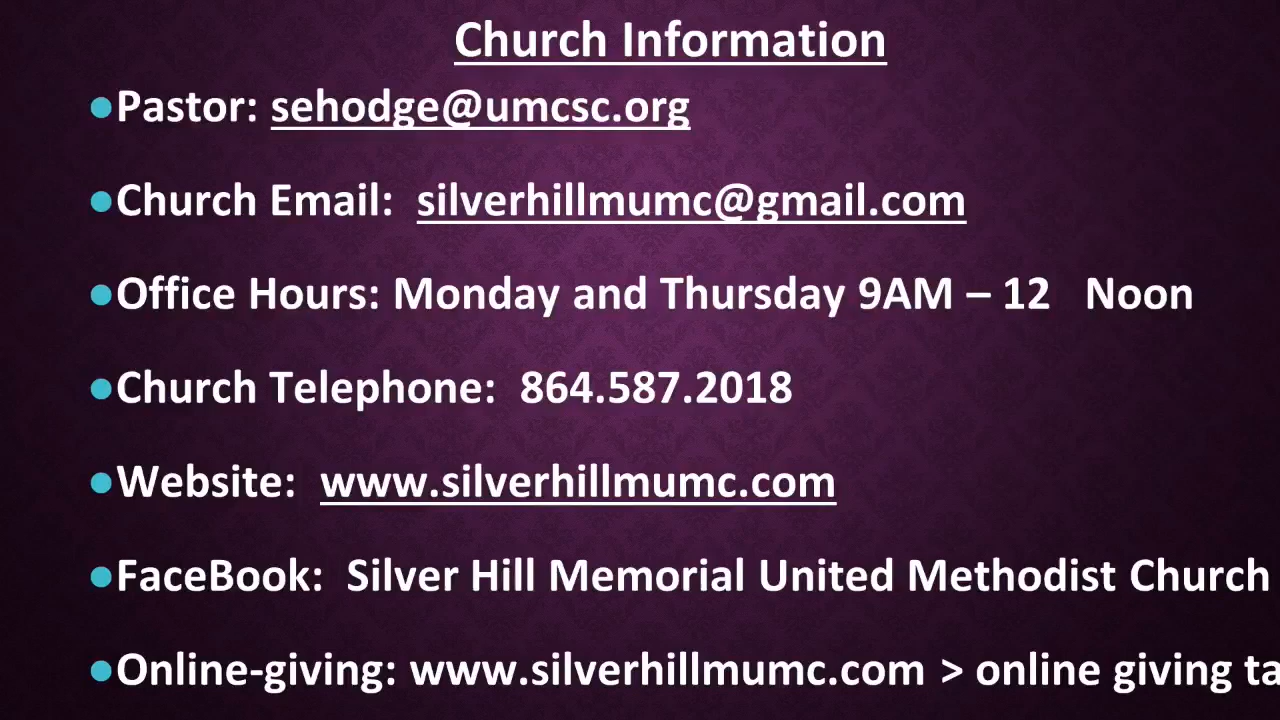 Church Information
●Pastor: sehodge@umcsc.org
●Church Email: silverhillmumc@gmail.com
●Office Hours: Monday and Thursday 9AM – 12 Noon
●Church Telephone: 864.587.2018
●Website: www.silverhillmumc.com
●FaceBook: Silver Hill Memorial United Methodist Church
●Online-giving: www.silverhillmumc.com > online giving